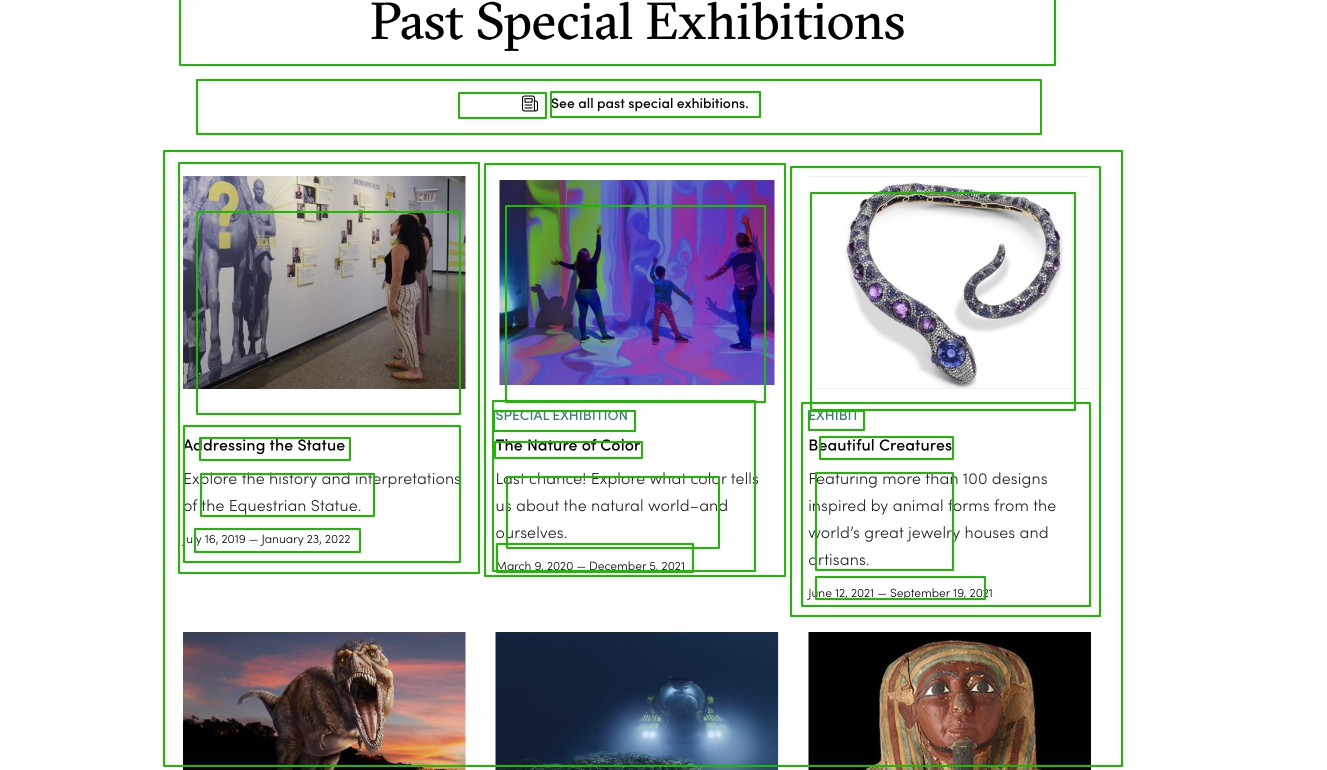 Past Special Exhibitions
See all past special exhibitions.
?
Addressing the Statue
Explore the history and interpretations
of the Equestrian Statue.
July 16, 2019 — January 23, 2022
SPECIAL EXHIBITION
The Nature of Color
Last chance! Explore what color tells
us about the natural world–and
ourselves.
March 9, 2020 — December 5, 2021
EXHIBIT
Beautiful Creatures
Featuring more than 100 designs
inspired by animal forms from the
world’s great jewelry houses and
artisans.
June 12, 2021 — September 19, 2021